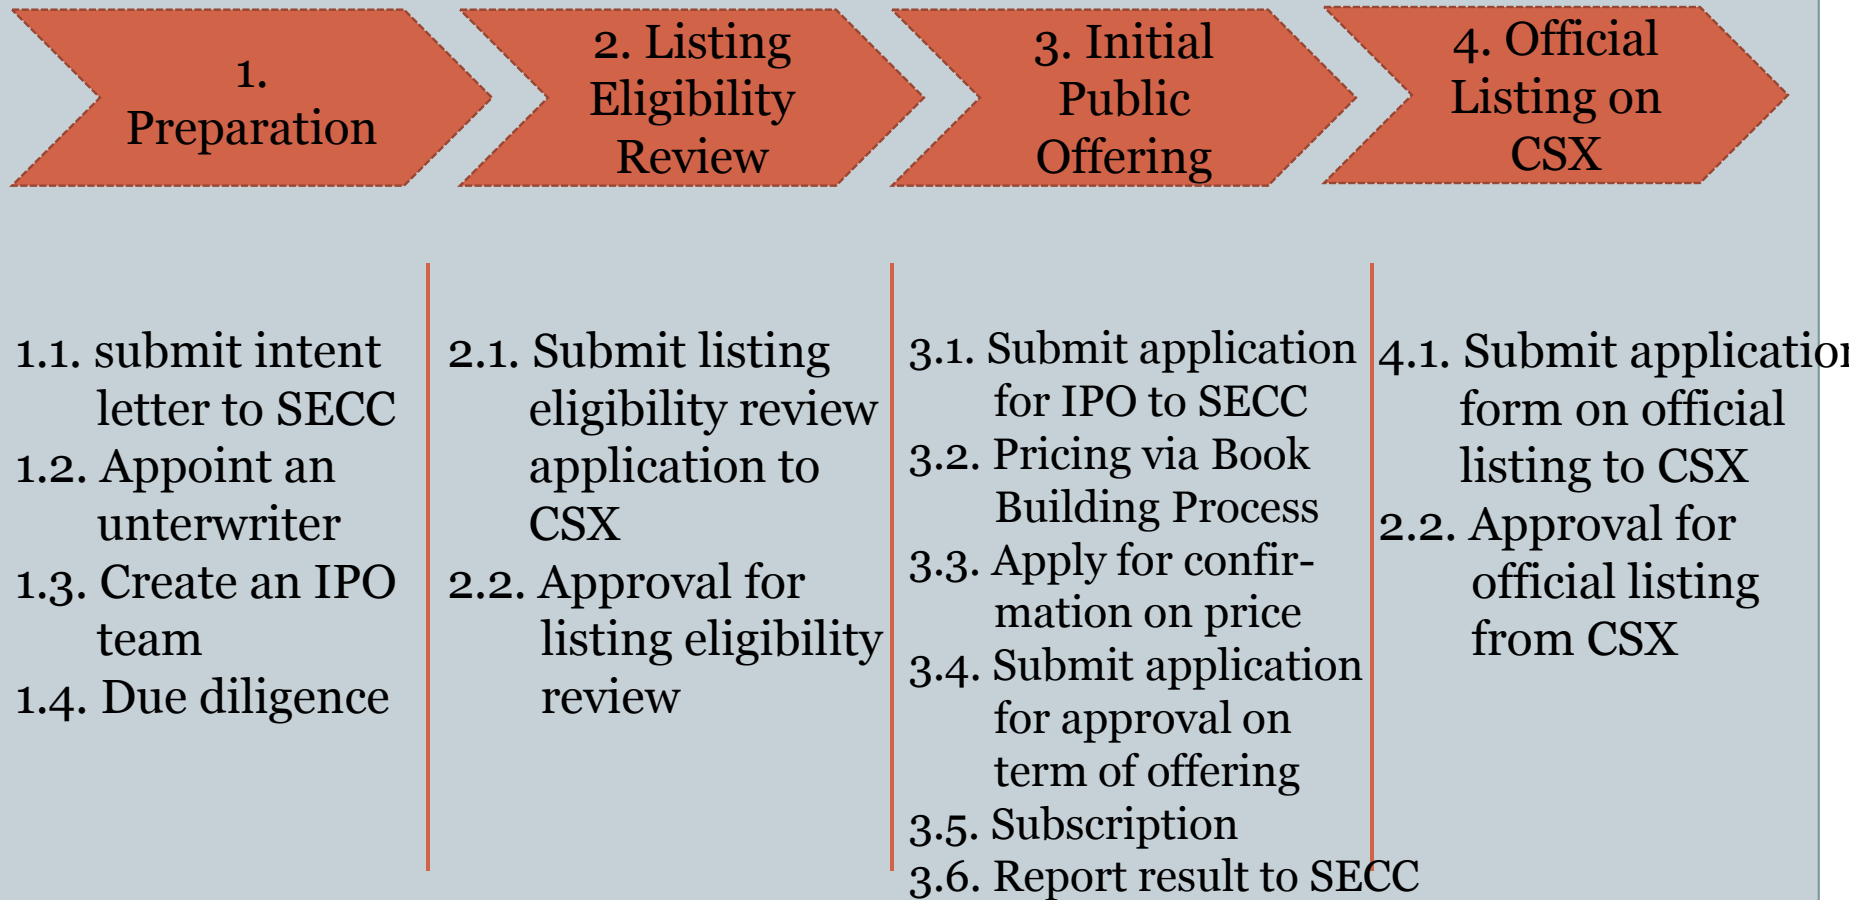 1.
Preparation
2. Listing
Eligibility
Review
3. Initial
Public
Offering
4. Official
Listing on
CSX
1.1. submit intent
letter to SECC
1.2. Appoint an
unterwriter
1.3. Create an IPO
team
1.4. Due diligence
2.1. Submit listing
eligibility review
application to
CSX
2.2. Approval for
listing eligibility
review
3.1. Submit application
for IPO to SECC
3.2. Pricing via Book
Building Process
3.3. Apply for confir-
mation on price
3.4. Submit application
for approval on
term of offering
3.5. Subscription
3.6. Report result to SECC
4.1. Submit application
form on official
listing to CSX
2.2. Approval for
official listing
from CSX